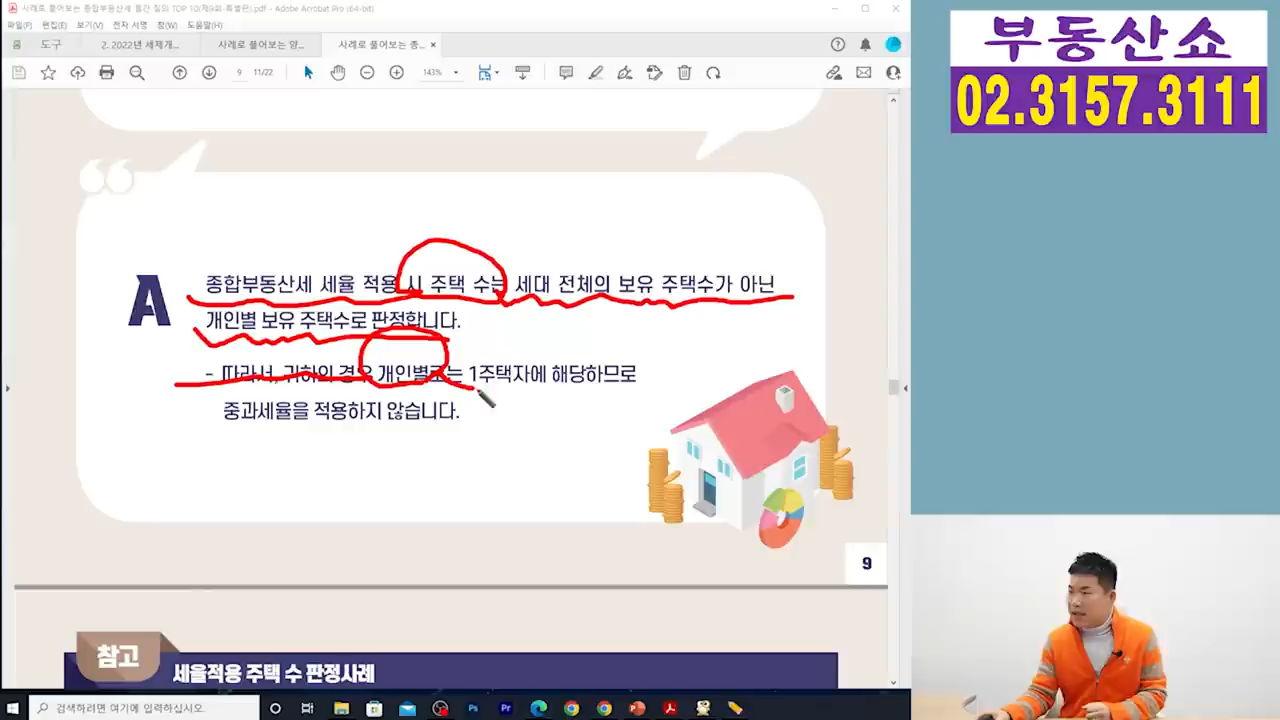 사례로 풀어보는 종합부동산세 월간 질의 TOP 10(제9회-특별판).pdf - Adobe Acrobat Pro (64-bit)
파일(F) 편집(E) 보기(V) 전자 서명 창(W) 도움말(H)
도구 2. 2022년 세제개... 사례로 풀어보는 양... 사례로 풀어보는 종... ×
9 11/22 143%
부동산쇼
02.3157.3111
A
종합부동산세 세율 적용 시 주택 수는 세대 전체의 보유 주택수가 아닌
개인별 보유 주택수로 판정합니다.
- 따라서, 귀하의 경우 개인별로는 1주택자에 해당하므로
중과세율을 적용하지 않습니다.
9
참고
세율적용 주택 수 판정사례
검색하려면 여기에 입력하십시오.